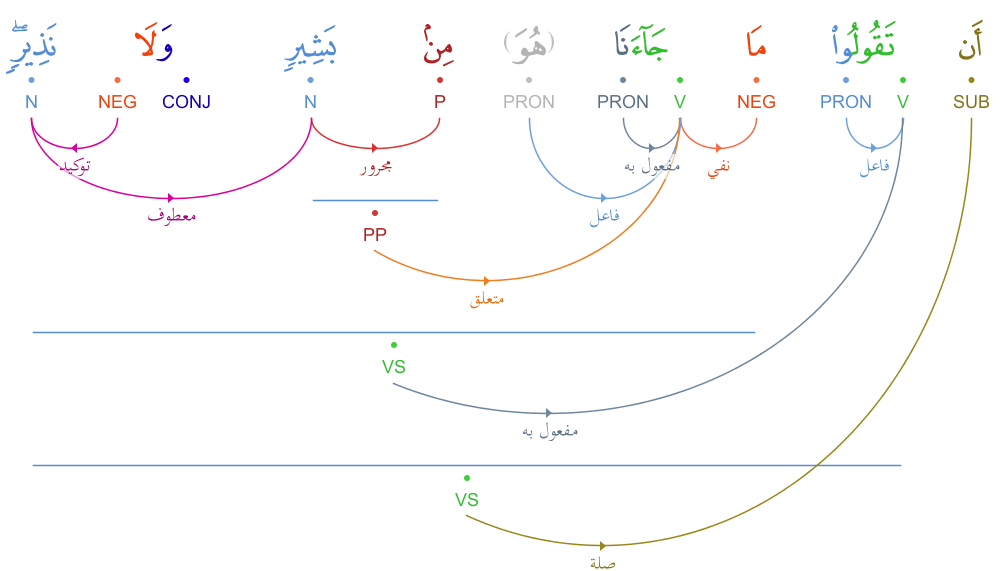 أَن تَقُولُوا۟ مَا جَآءَنَا (هُوَ) مِنۢ بَشِيرٍ وَلَا نَذِيرٍ ۖ
SUB V PRON NEG V PRON PRON P N CONJ NEG N
فاعل نفي مفعول به مجرور توكيد
فاعل معطوف
PP
متعلق
VS
مفعول به
VS
صلة